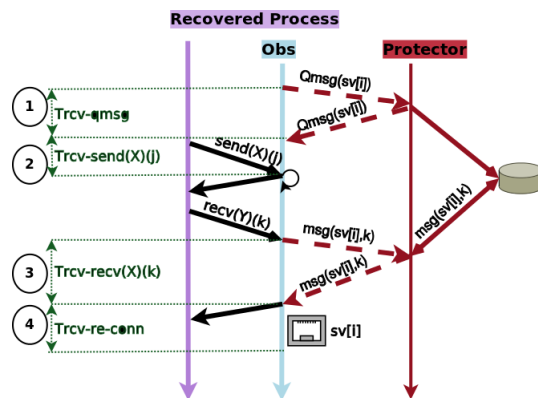 Recovered Process
Obs
Protector
Qmsg(sv[i])
1
Trcv-qmsg
Qmsg(sv[i])
send(X)(j)
2
Trcv-send(X)(j)
msg(sv[i],k)
recv(Y)(k)
msg(sv[i],k)
3
Trcv-recv(X)(k)
msg(sv[i],k)
4
Trcv-re-conn
sv[i]